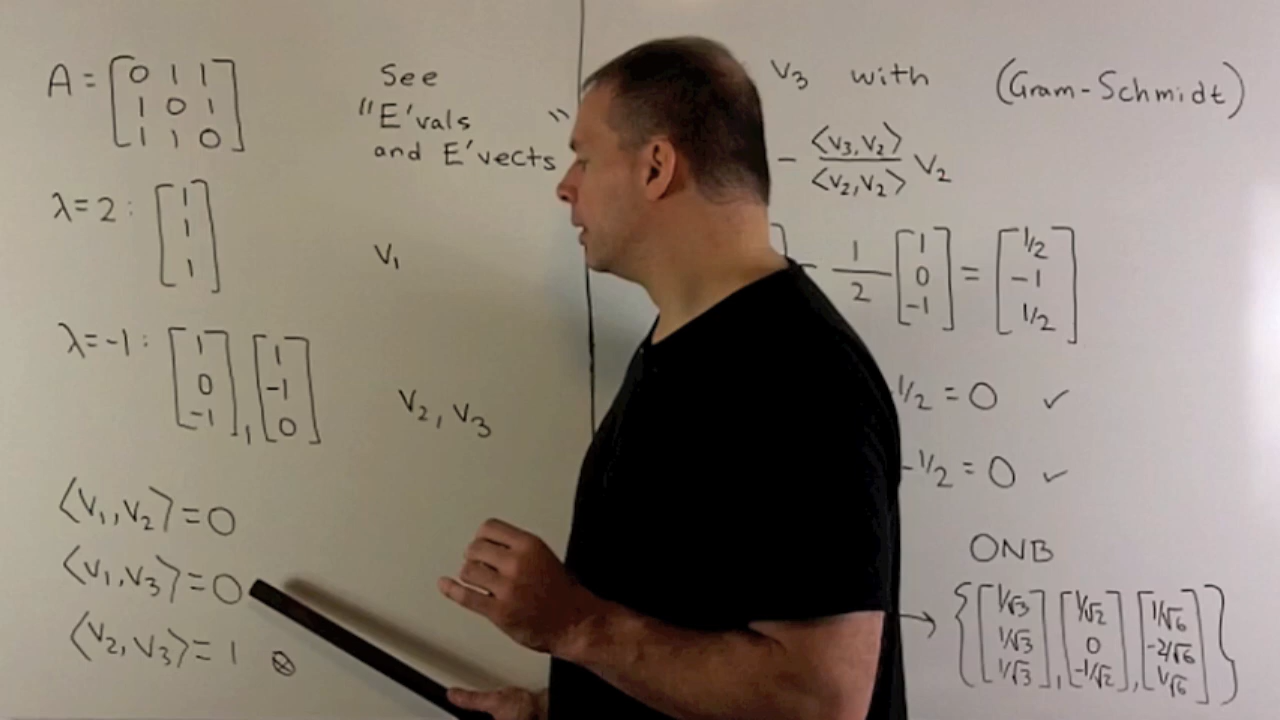 A = [0 1 1
1 0 1
1 1 0]
See
"E'vals "
and E'vects
λ=2: [1
1
1]
v₁
λ=-1: [1
0
-1], [1
-1
0]
v₂, v₃
⟨v₁,v₂⟩=0
⟨v₁,v₃⟩=0
⟨v₂,v₃⟩=1 ⊗
v₃ with (Gram-Schmidt)
- ⟨v₃,v₂⟩/⟨v₂,v₂⟩ v₂
- 1/2 [1
0
-1] = [1/2
-1
1/2]
1/2 = 0 ✓
-1/2 = 0 ✓
ONB
→ {[1/√3
1/√3
1/√3], [1/√2
0
-1/√2], [1/√6
-2/√6
1/√6]}